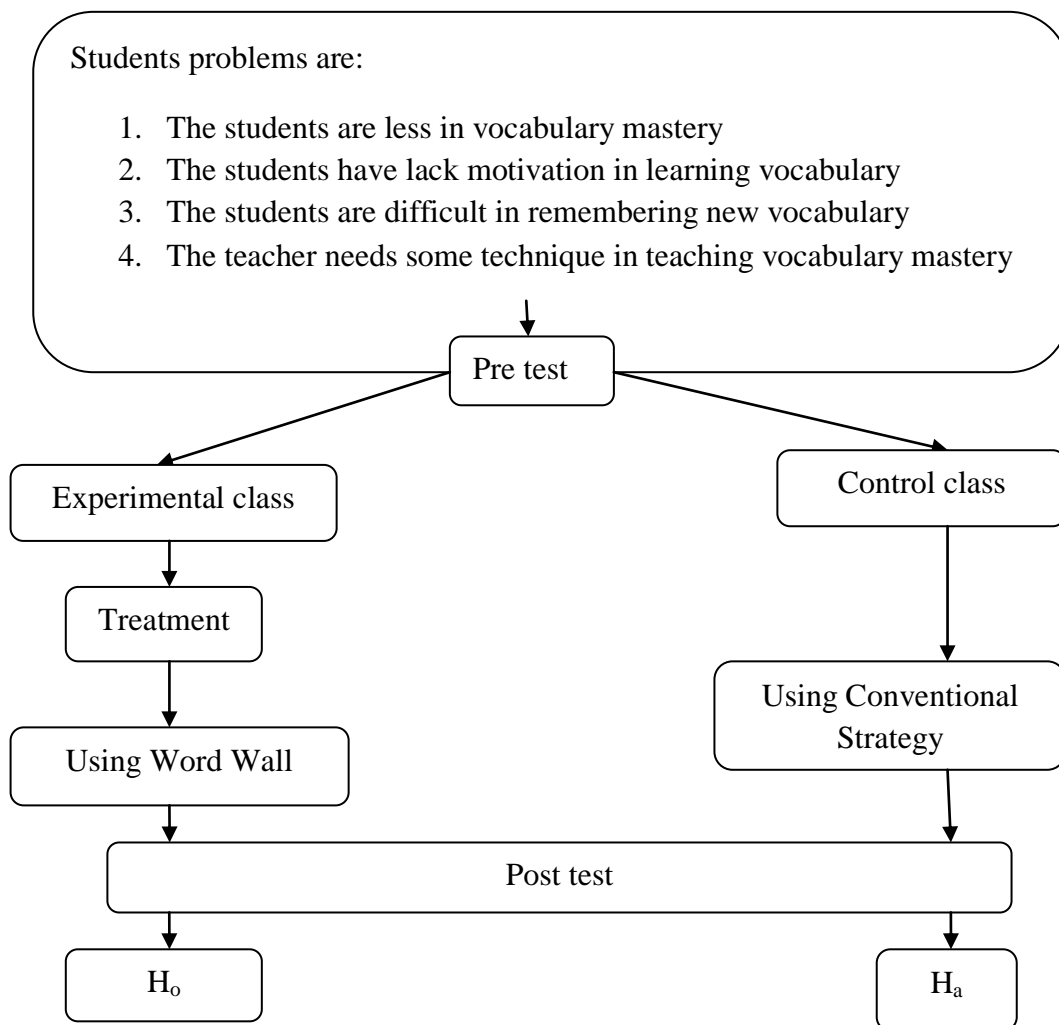 Students problems are:
1. The students are less in vocabulary mastery
2. The students have lack motivation in learning vocabulary
3. The students are difficult in remembering new vocabulary
4. The teacher needs some technique in teaching vocabulary mastery
Pre test
Experimental class
Control class
Treatment
Using Conventional
Strategy
Using Word Wall
Post test
Hₒ
Hₐ